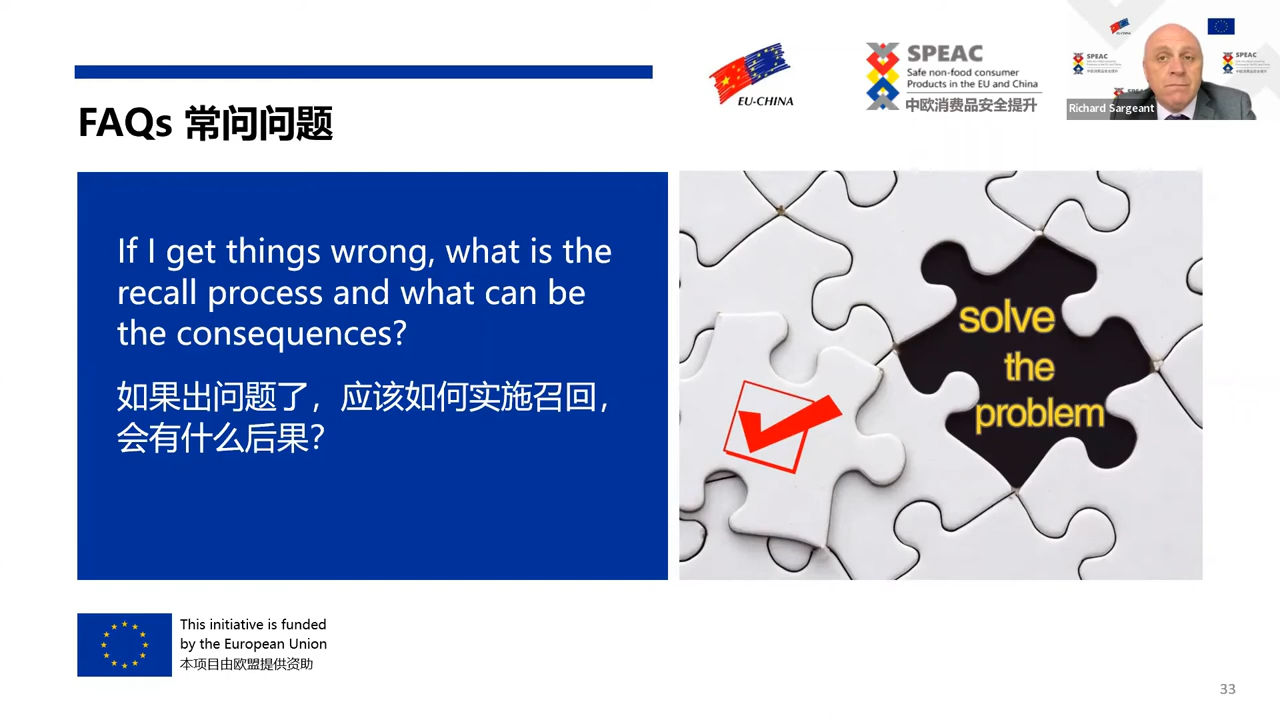 EU-CHINA
SPEAC
Safe non-food consumer
Products in the EU and China
中欧消费品安全提升
SPEAC
SPEAC
Richard Sargeant
FAQs 常问问题
If I get things wrong, what is the
recall process and what can be
the consequences?
如果出问题了，应该如何实施召回，
会有什么后果？
solve
the
problem
This initiative is funded
by the European Union
本项目由欧盟提供资助
33